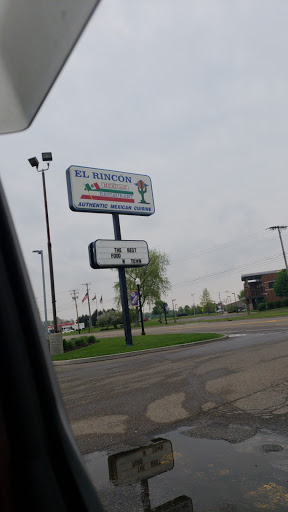 EL RINCON
AUTHENTIC MEXICAN CUISINE
THE BEST
FOOD
N TOWN